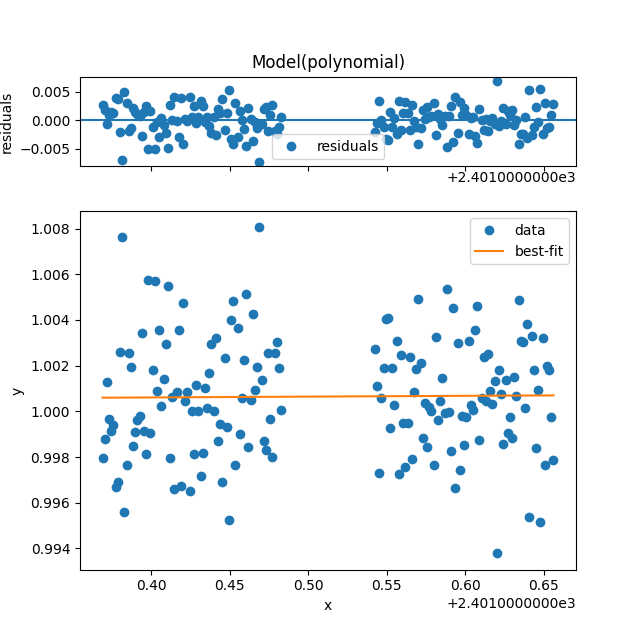 Model(polynomial)
residuals
0.005
0.000
−0.005
residuals
+2.4010000000e3
y
1.008
1.006
1.004
1.002
1.000
0.998
0.996
0.994
data
best-fit
0.40 0.45 0.50 0.55 0.60 0.65
x
+2.4010000000e3